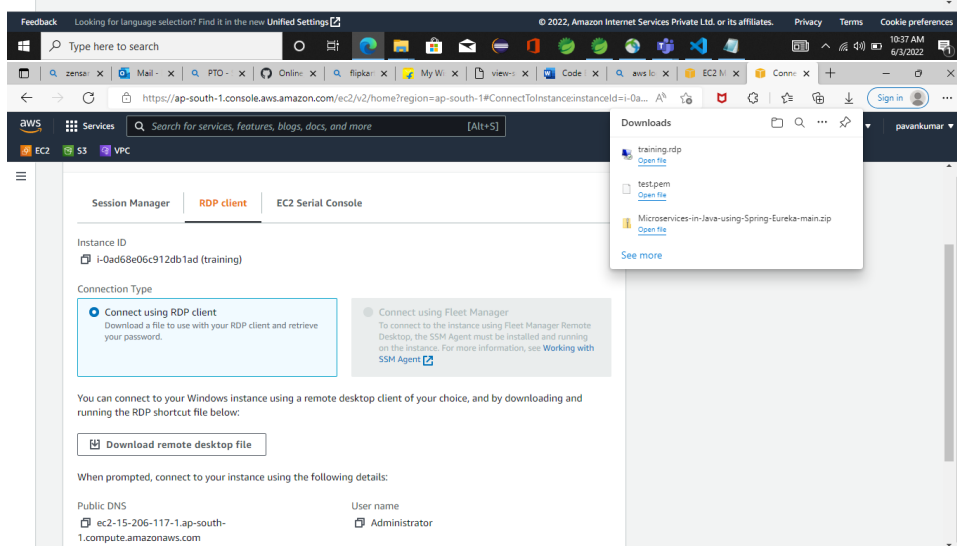 Feedback Looking for language selection? Find it in the new Unified Settings © 2022, Amazon Internet Services Private Ltd. or its affiliates. Privacy Terms Cookie preferences
Type here to search 10:37 AM
6/3/2022
1
zensar Mail - PTO - Online flipkar My Wi view-s Code aws lo EC2 M Conne
https://ap-south-1.console.aws.amazon.com/ec2/v2/home?region=ap-south-1#ConnectToInstance:instanceId=i-0a... Sign in
aws Services Search for services, features, blogs, docs, and more [Alt+S] pavankumar
EC2 S3 VPC
Downloads
training.rdp
Open file
test.pem
Open file
Microservices-in-Java-using-Spring-Eureka-main.zip
Open file
See more
Session Manager RDP client EC2 Serial Console
Instance ID
i-0ad68e06c912db1ad (training)
Connection Type
Connect using RDP client
Download a file to use with your RDP client and retrieve
your password.
Connect using Fleet Manager
To connect to the instance using Fleet Manager Remote
Desktop, the SSM Agent must be installed and running
on the instance. For more information, see Working with
SSM Agent
You can connect to your Windows instance using a remote desktop client of your choice, and by downloading and
running the RDP shortcut file below:
Download remote desktop file
When prompted, connect to your instance using the following details:
Public DNS
ec2-15-206-117-1.ap-south-
1.compute.amazonaws.com
User name
Administrator